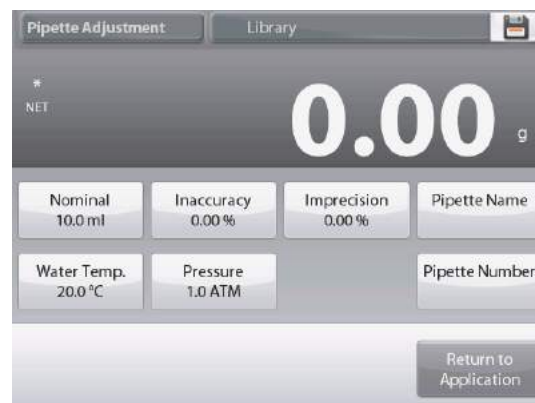 Pipette Adjustment Library
*
NET
0.00 g
Nominal Inaccuracy Imprecision Pipette Name
10.0 ml 0.00 % 0.00 %
Water Temp. Pressure Pipette Number
20.0 °C 1.0 ATM
Return to
Application